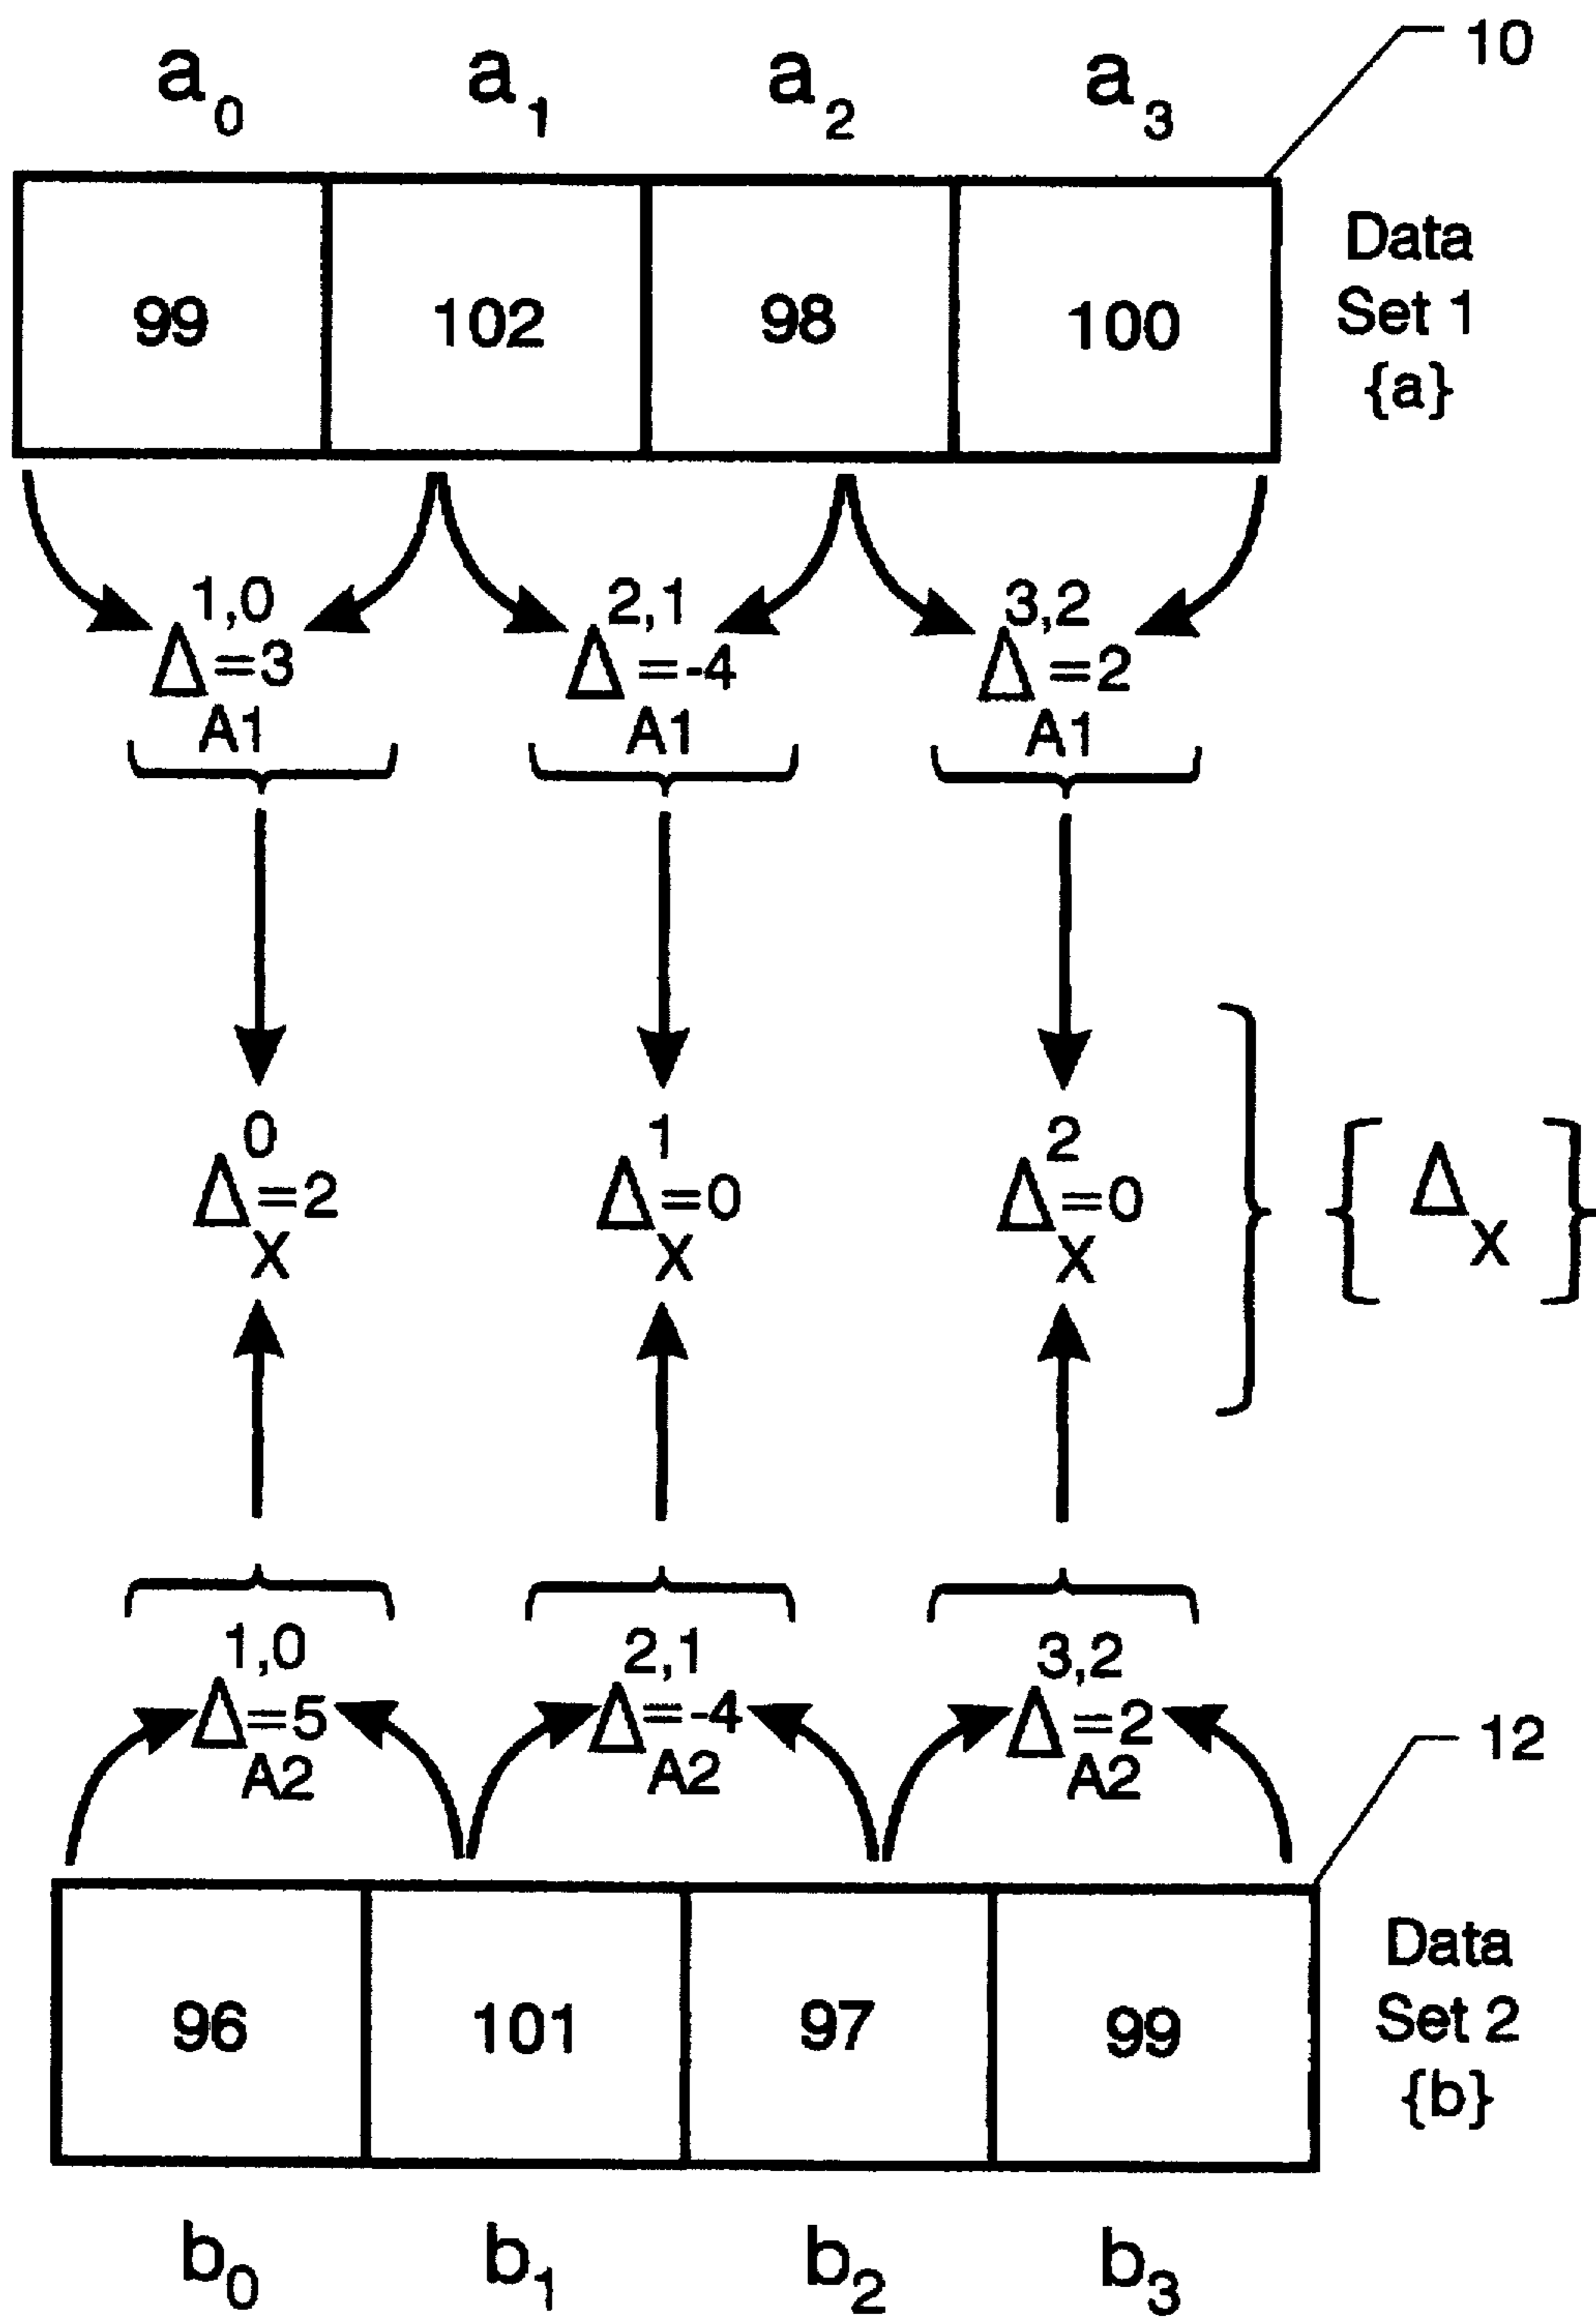 10
a0 a1 a2 a3
99 102 98 100
Data
Set 1
{a}
1,0 2,1 3,2
Δ=3 Δ=-4 Δ=2
A1 A1 A1
0 1 2
Δ=2 Δ=0 Δ=0
x x x
{Δx}
1,0 2,1 3,2
Δ=5 Δ=-4 Δ=2
A2 A2 A2
12
96 101 97 99
Data
Set 2
{b}
b0 b1 b2 b3